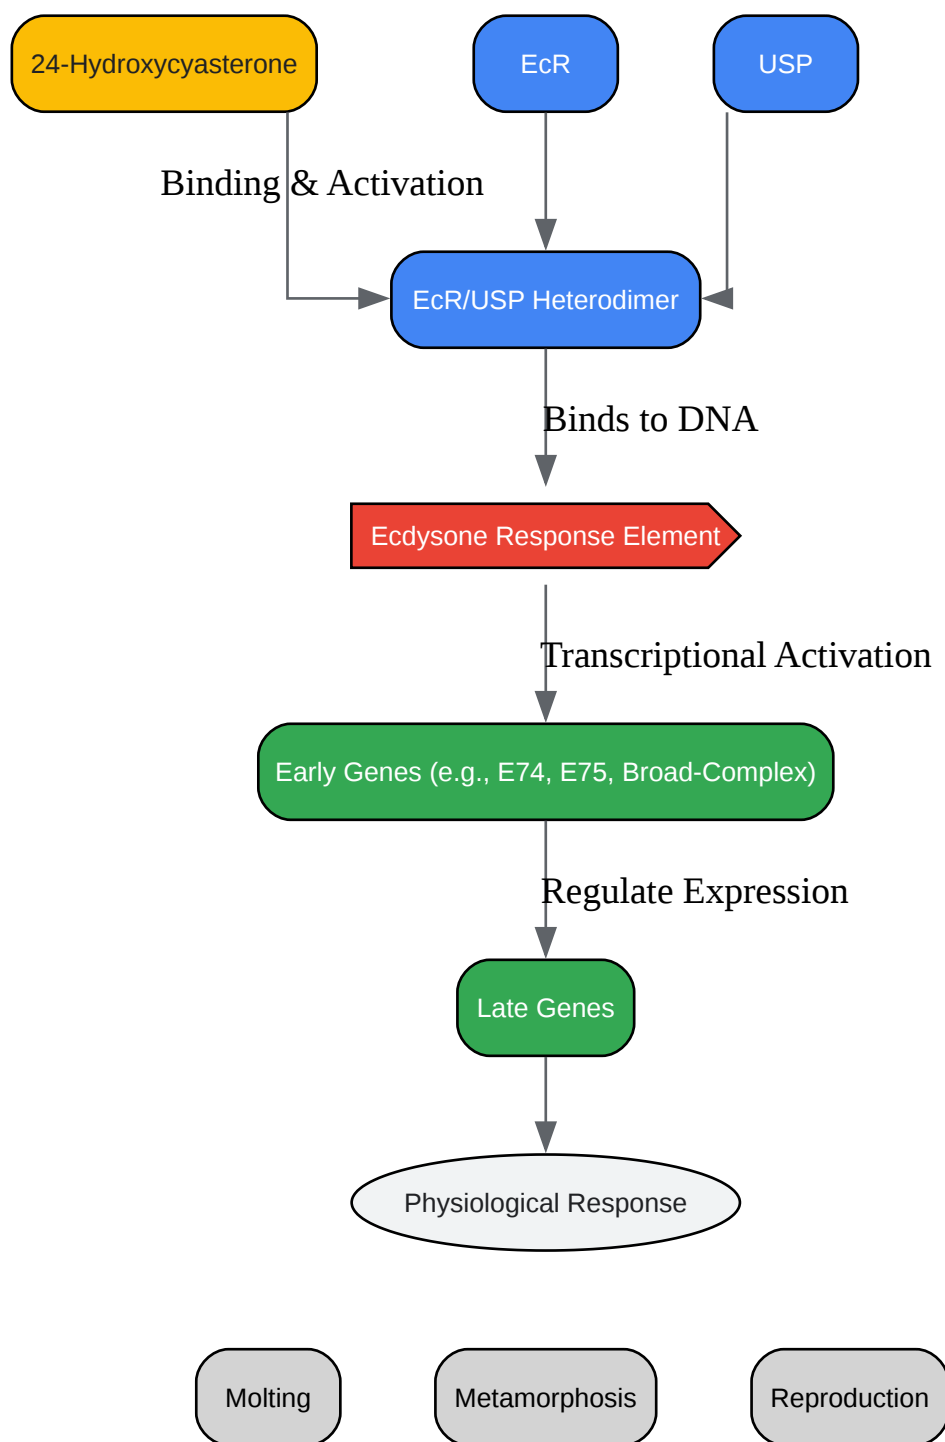 24-Hydroxycyasterone
EcR
USP
Binding & Activation
EcR/USP Heterodimer
Binds to DNA
Ecdysone Response Element
Transcriptional Activation
Early Genes (e.g., E74, E75, Broad-Complex)
Regulate Expression
Late Genes
Physiological Response
Molting
Metamorphosis
Reproduction